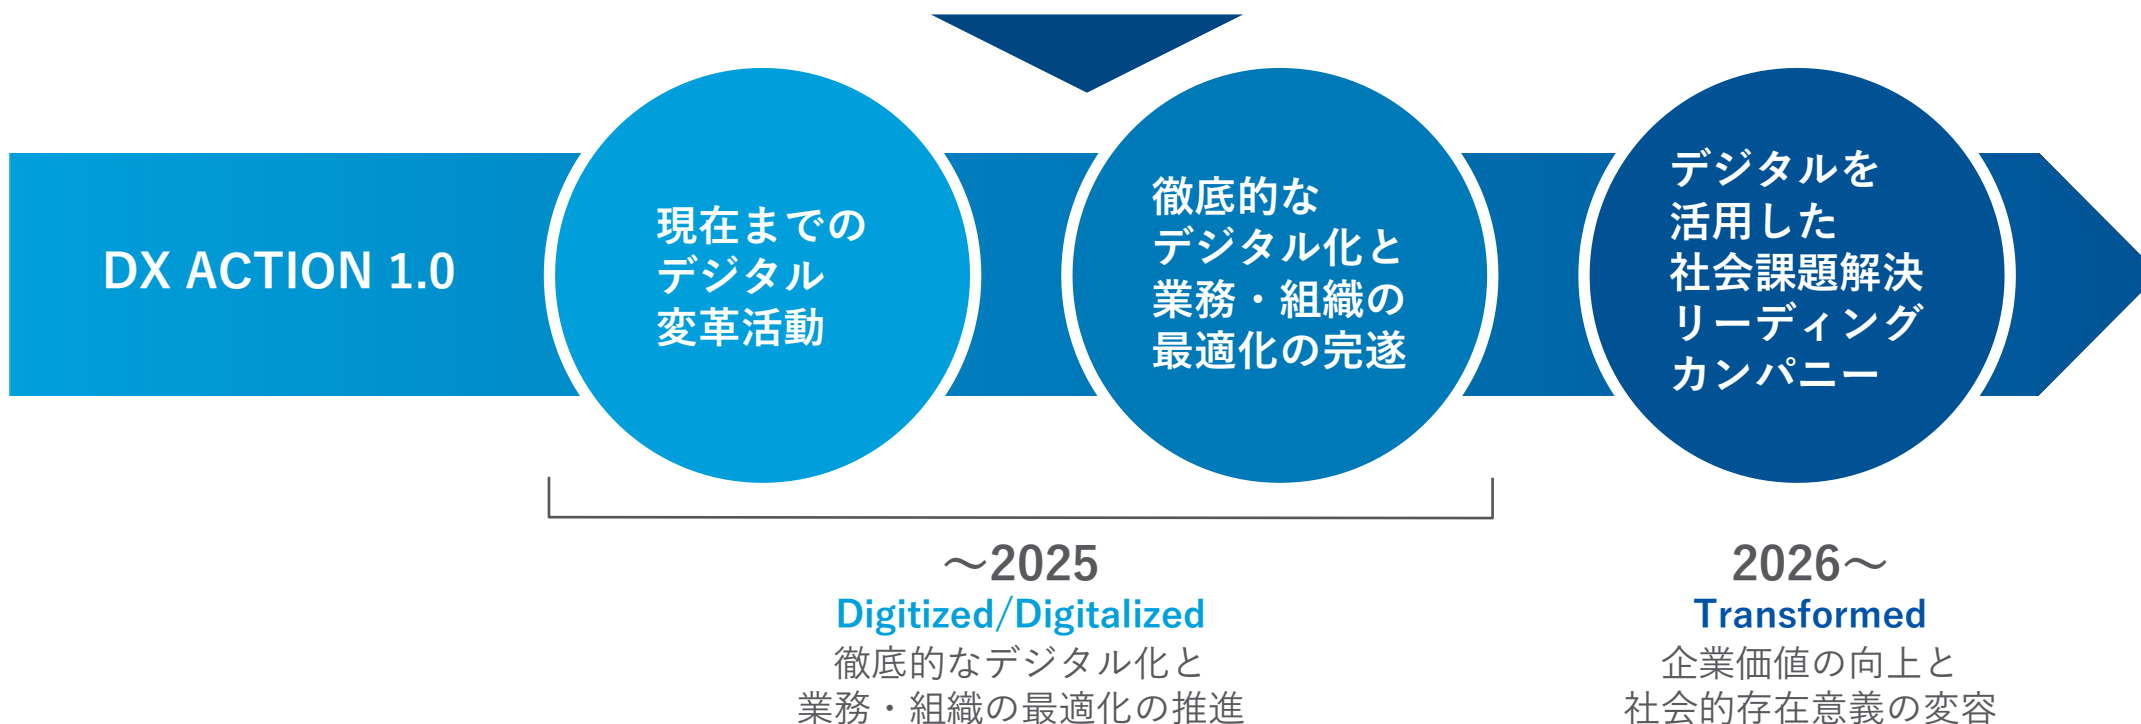 DX ACTION 1.0
現在までの
デジタル
変革活動
徹底的な
デジタル化と
業務・組織の
最適化の完遂
デジタルを
活用した
社会課題解決
リーディング
カンパニー
～2025
Digitized/Digitalized
徹底的なデジタル化と
業務・組織の最適化の推進
2026～
Transformed
企業価値の向上と
社会的存在意義の変容